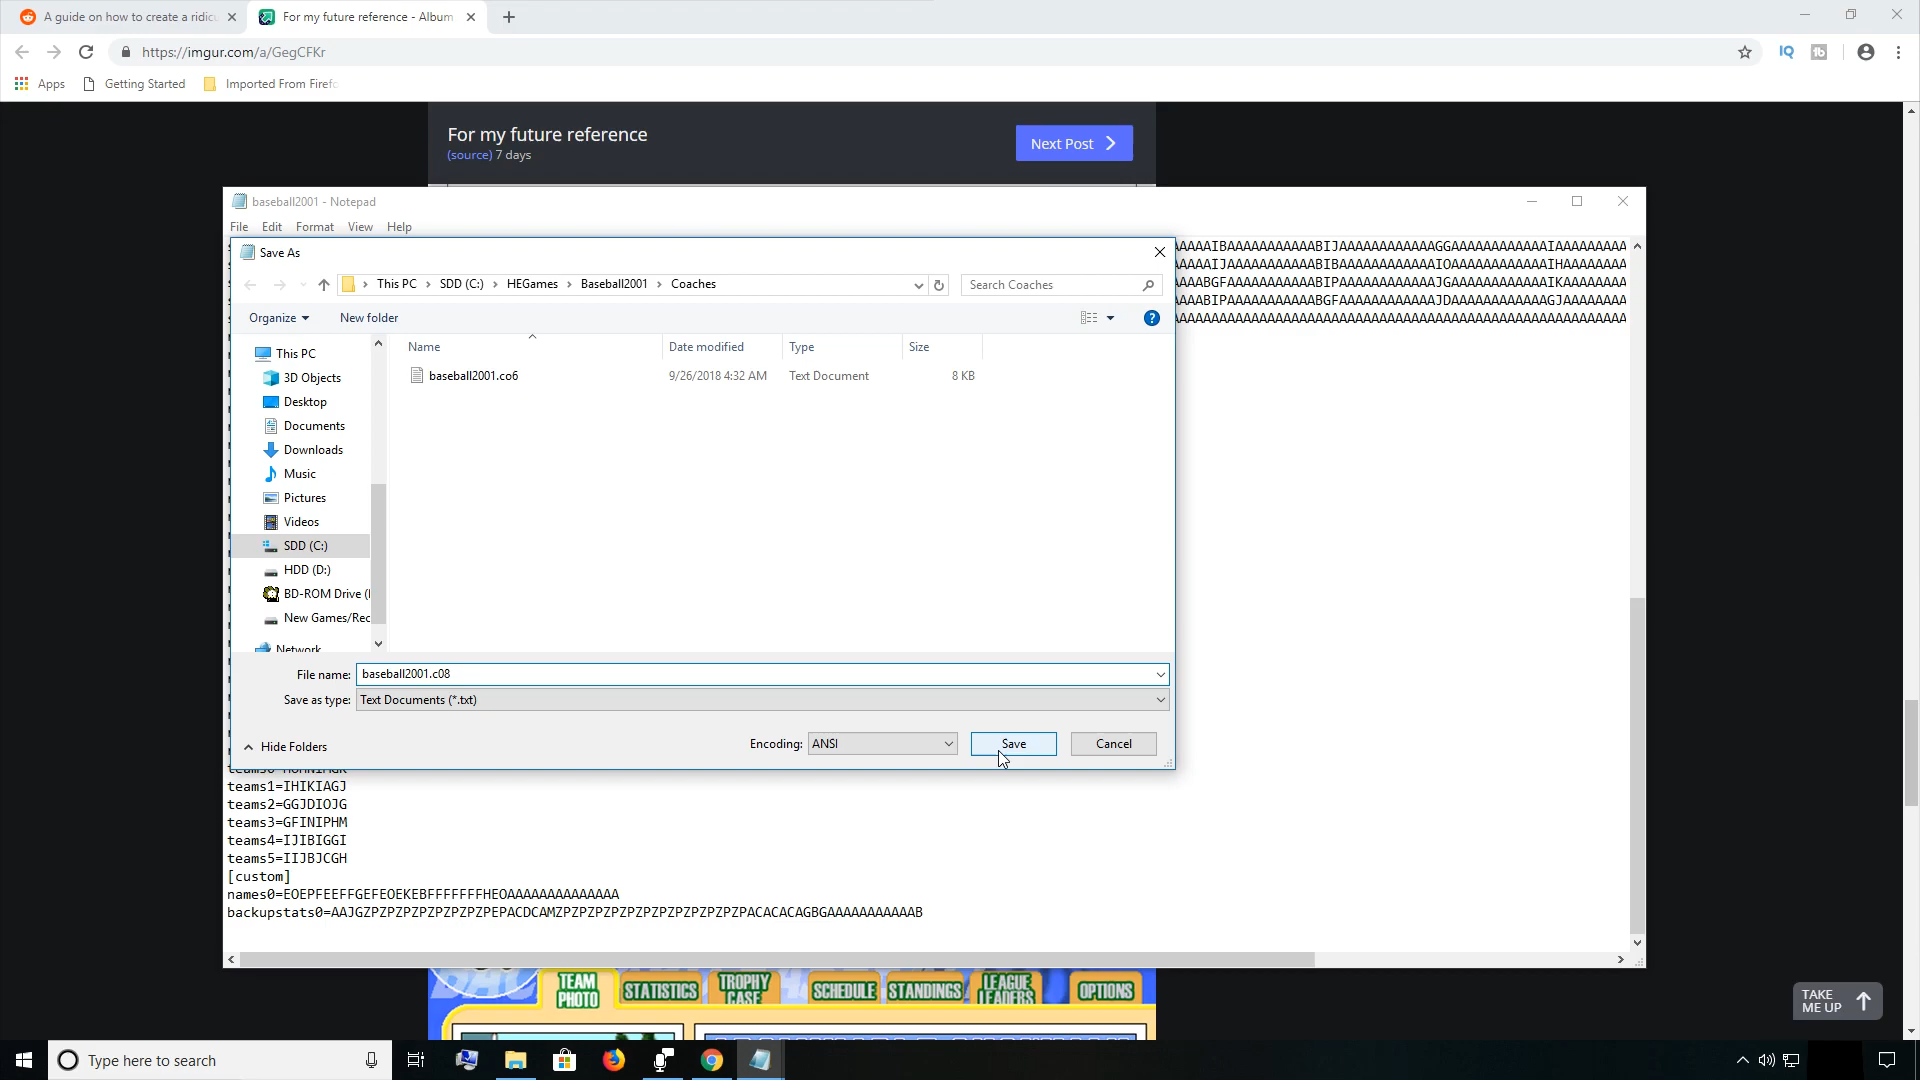 A guide on how to create a ridic
For my future reference - Album
https://imgur.com/a/GegCFKr
IQ
tb
Apps
Getting Started
Imported From Firefo
For my future reference
(source) 7 days
Next Post
baseball2001 - Notepad
File Edit Format View Help
Save As
This PC > SDD (C:) > HEGames > Baseball2001 > Coaches
Search Coaches
Organize
New folder
Name
Date modified
Type
Size
baseball2001.co6
9/26/2018 4:32 AM
Text Document
8 KB
This PC
3D Objects
Desktop
Documents
Downloads
Music
Pictures
Videos
SDD (C:)
HDD (D:)
BD-ROM Drive (
New Games/Rec
Network
File name: baseball2001.c08
Save as type: Text Documents (*.txt)
Hide Folders
Encoding: ANSI
Save
Cancel
teams1=IHIKIAGJ
teams2=GGJDIOJG
teams3=GFINIPHM
teams4=IJIBIGGI
teams5=IIJBJCGH
[custom]
names0=EOEPFEEFFGEFEOEKEBFFFFFFFHEOAAAAAAAAAAAAAA
backupstats0=AAJGZPZPZPZPZPZPZPZPEPACDCAMZPZPZPZPZPZPZPZPZPZPZPZPACACACAGBGAAAAAAAAAAAB
TEAM PHOTO
STATISTICS
TROPHY CASE
SCHEDULE
STANDINGS
LEAGUE LEADERS
OPTIONS
TAKE ME UP
Type here to search